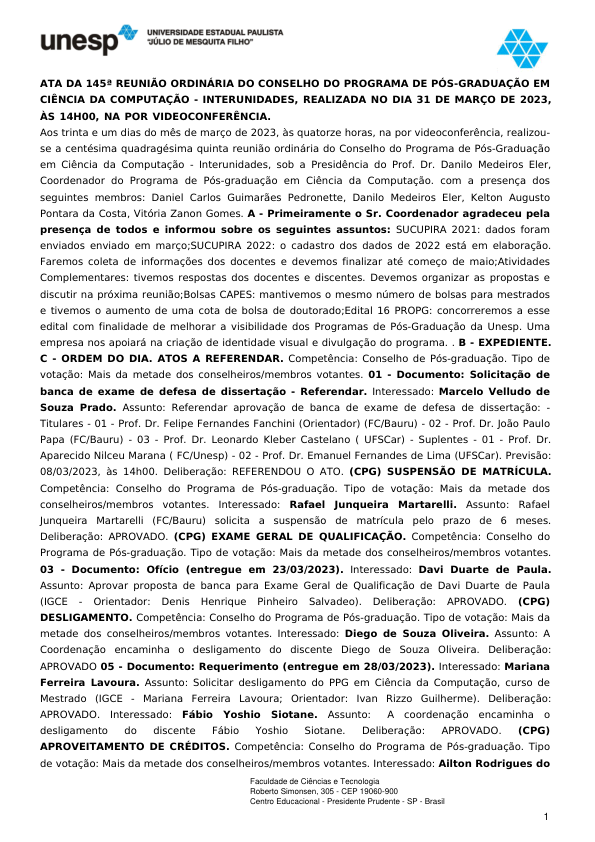 unesp
UNIVERSIDADE ESTADUAL PAULISTA
"JÚLIO DE MESQUITA FILHO"
ATA DA 145ª REUNIÃO ORDINÁRIA DO CONSELHO DO PROGRAMA DE PÓS-GRADUAÇÃO EM
CIÊNCIA DA COMPUTAÇÃO - INTERUNIDADES, REALIZADA NO DIA 31 DE MARÇO DE 2023,
ÀS 14H00, NA POR VIDEOCONFERÊNCIA.
Aos trinta e um dias do mês de março de 2023, às quatorze horas, na por videoconferência, realizou-
se a centésima quadragésima quinta reunião ordinária do Conselho do Programa de Pós-Graduação
em Ciência da Computação - Interunidades, sob a Presidência do Prof. Dr. Danilo Medeiros Eler,
Coordenador do Programa de Pós-graduação em Ciência da Computação. com a presença dos
seguintes membros: Daniel Carlos Guimarães Pedronette, Danilo Medeiros Eler, Kelton Augusto
Pontara da Costa, Vitória Zanon Gomes. A - Primeiramente o Sr. Coordenador agradeceu pela
presença de todos e informou sobre os seguintes assuntos: SUCUPIRA 2021: dados foram
enviados enviado em março;SUCUPIRA 2022: o cadastro dos dados de 2022 está em elaboração.
Faremos coleta de informações dos docentes e devemos finalizar até começo de maio;Atividades
Complementares: tivemos respostas dos docentes e discentes. Devemos organizar as propostas e
discutir na próxima reunião;Bolsas CAPES: mantivemos o mesmo número de bolsas para mestrados
e tivemos o aumento de uma cota de bolsa de doutorado;Edital 16 PROPG: concorreremos a esse
edital com finalidade de melhorar a visibilidade dos Programas de Pós-Graduação da Unesp. Uma
empresa nos apoiará na criação de identidade visual e divulgação do programa. . B - EXPEDIENTE.
C - ORDEM DO DIA. ATOS A REFERENDAR. Competência: Conselho de Pós-graduação. Tipo de
votação: Mais da metade dos conselheiros/membros votantes. 01 - Documento: Solicitação de
banca de exame de defesa de dissertação - Referendar. Interessado: Marcelo Velludo de
Souza Prado. Assunto: Referendar aprovação de banca de exame de defesa de dissertação: -
Titulares - 01 - Prof. Dr. Felipe Fernandes Fanchini (Orientador) (FC/Bauru) - 02 - Prof. Dr. João Paulo
Papa (FC/Bauru) - 03 - Prof. Dr. Leonardo Kleber Castelano ( UFSCar) - Suplentes - 01 - Prof. Dr.
Aparecido Nilceu Marana ( FC/Unesp) - 02 - Prof. Dr. Emanuel Fernandes de Lima (UFSCar). Previsão:
08/03/2023, às 14h00. Deliberação: REFERENDOU O ATO. (CPG) SUSPENSÃO DE MATRÍCULA.
Competência: Conselho do Programa de Pós-graduação. Tipo de votação: Mais da metade dos
conselheiros/membros votantes. Interessado: Rafael Junqueira Martarelli. Assunto: Rafael
Junqueira Martarelli (FC/Bauru) solicita a suspensão de matrícula pelo prazo de 6 meses.
Deliberação: APROVADO. (CPG) EXAME GERAL DE QUALIFICAÇÃO. Competência: Conselho do
Programa de Pós-graduação. Tipo de votação: Mais da metade dos conselheiros/membros votantes.
03 - Documento: Ofício (entregue em 23/03/2023). Interessado: Davi Duarte de Paula.
Assunto: Aprovar proposta de banca para Exame Geral de Qualificação de Davi Duarte de Paula
(IGCE - Orientador: Denis Henrique Pinheiro Salvadeo). Deliberação: APROVADO. (CPG)
DESLIGAMENTO. Competência: Conselho do Programa de Pós-graduação. Tipo de votação: Mais da
metade dos conselheiros/membros votantes. Interessado: Diego de Souza Oliveira. Assunto: A
Coordenação encaminha o desligamento do discente Diego de Souza Oliveira. Deliberação:
APROVADO 05 - Documento: Requerimento (entregue em 28/03/2023). Interessado: Mariana
Ferreira Lavoura. Assunto: Solicitar desligamento do PPG em Ciência da Computação, curso de
Mestrado (IGCE - Mariana Ferreira Lavoura; Orientador: Ivan Rizzo Guilherme). Deliberação:
APROVADO. Interessado: Fábio Yoshio Siotane. Assunto: A coordenação encaminha o
desligamento do discente Fábio Yoshio Siotane. Deliberação: APROVADO. (CPG)
APROVEITAMENTO DE CRÉDITOS. Competência: Conselho do Programa de Pós-graduação. Tipo
de votação: Mais da metade dos conselheiros/membros votantes. Interessado: Ailton Rodrigues do
Faculdade de Ciências e Tecnologia
Roberto Simonsen, 305 - CEP 19060-900
Centro Educacional - Presidente Prudente - SP - Brasil
1